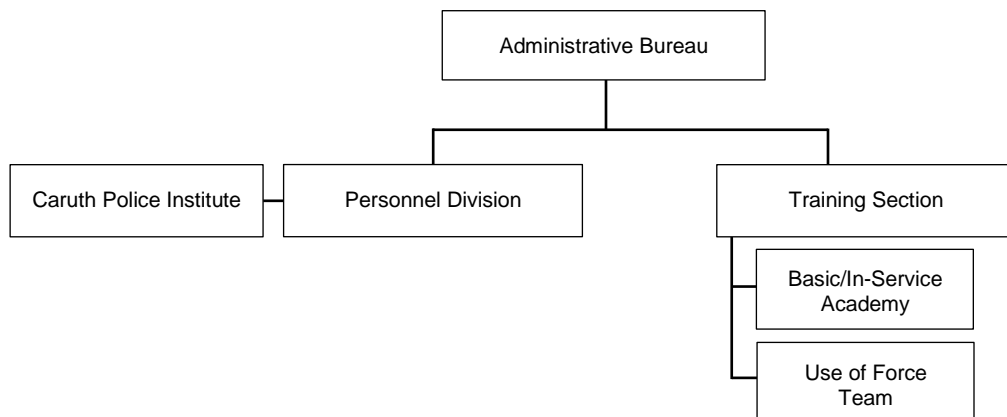 Administrative Bureau
Caruth Police Institute
Personnel Division
Training Section
Basic/In-Service
Academy
Use of Force
Team